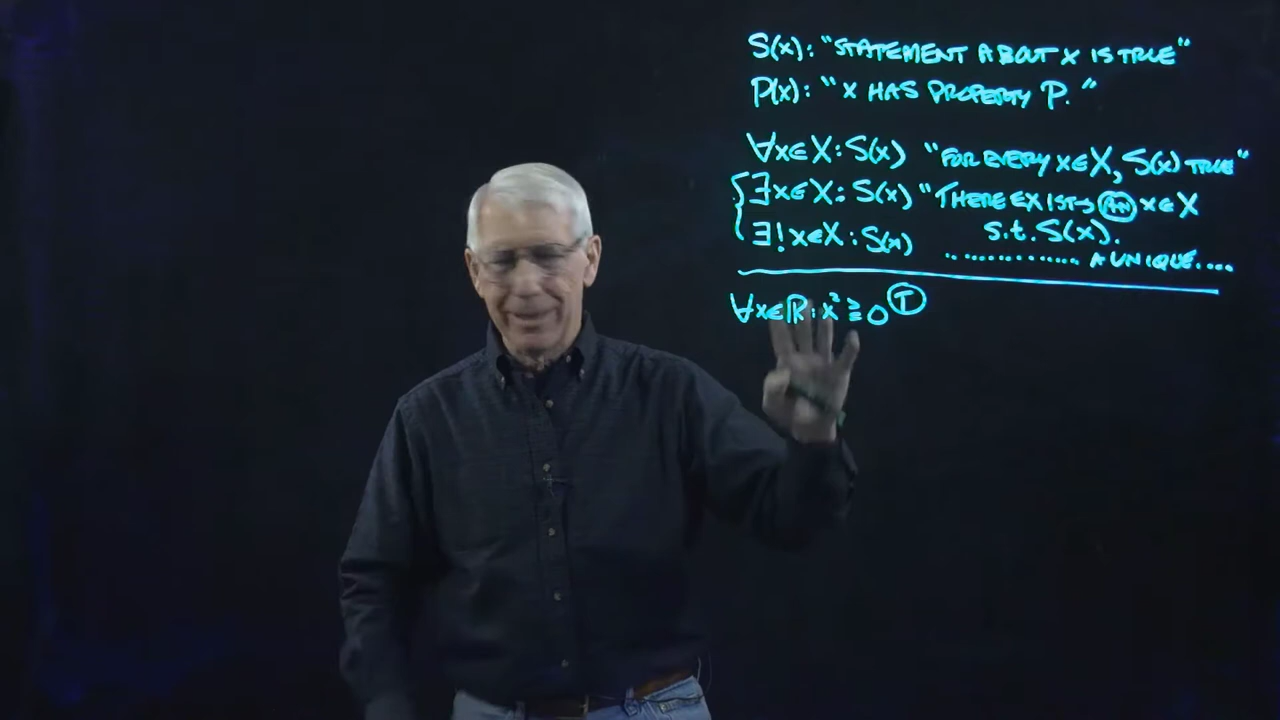 S(x): "STATEMENT ABOUT X IS TRUE"
P(x): "X HAS PROPERTY P."
∀x∈X: S(x) "FOR EVERY x∈X, S(x) TRUE"
∃x∈X: S(x) "THERE EXISTS AN x∈X
s.t. S(x).
∃!x∈X: S(x) .............. A UNIQUE....
∀x∈ℝ: x² ≧ 0 T